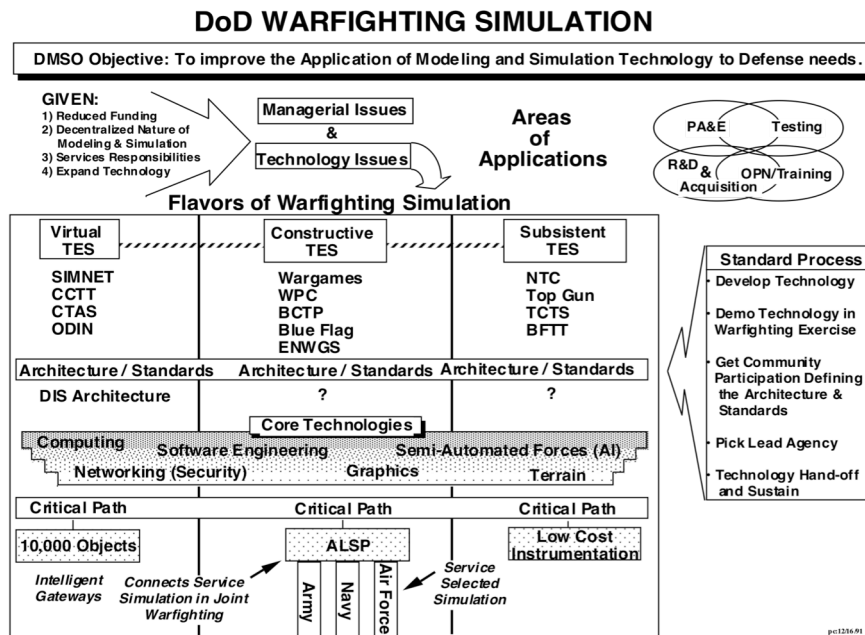 DoD WARFIGHTING SIMULATION
DMSO Objective: To improve the Application of Modeling and Simulation Technology to Defense needs.
GIVEN:
1) Reduced Funding
2) Decentralized Nature of
Modeling & Simulation
3) Services Responsibilities
4) Expand Technology
Managerial Issues
&
Technology Issues
Areas
of
Applications
PA&E
Testing
R&D
&
Acquisition
OPN/Training
Flavors of Warfighting Simulation
Virtual
TES
SIMNET
CCTT
CTAS
ODIN
Constructive
TES
Wargames
WPC
BCTP
Blue Flag
ENWGS
Subsistent
TES
NTC
Top Gun
TCTS
BFTT
Architecture / Standards
Architecture / Standards
Architecture / Standards
DIS Architecture
?
?
Core Technologies
Computing
Software Engineering
Semi-Automated Forces (AI)
Networking (Security)
Graphics
Terrain
Critical Path
Critical Path
Critical Path
10,000 Objects
ALSP
Low Cost
Instrumentation
Intelligent
Gateways
Connects Service
Simulation in Joint
Warfighting
Army
Navy
Air Force
Service
Selected
Simulation
Standard Process
• Develop Technology
• Demo Technology in
Warfighting Exercise
• Get Community
Participation Defining
the Architecture &
Standards
• Pick Lead Agency
• Technology Hand-off
and Sustain
pc:12/16/91